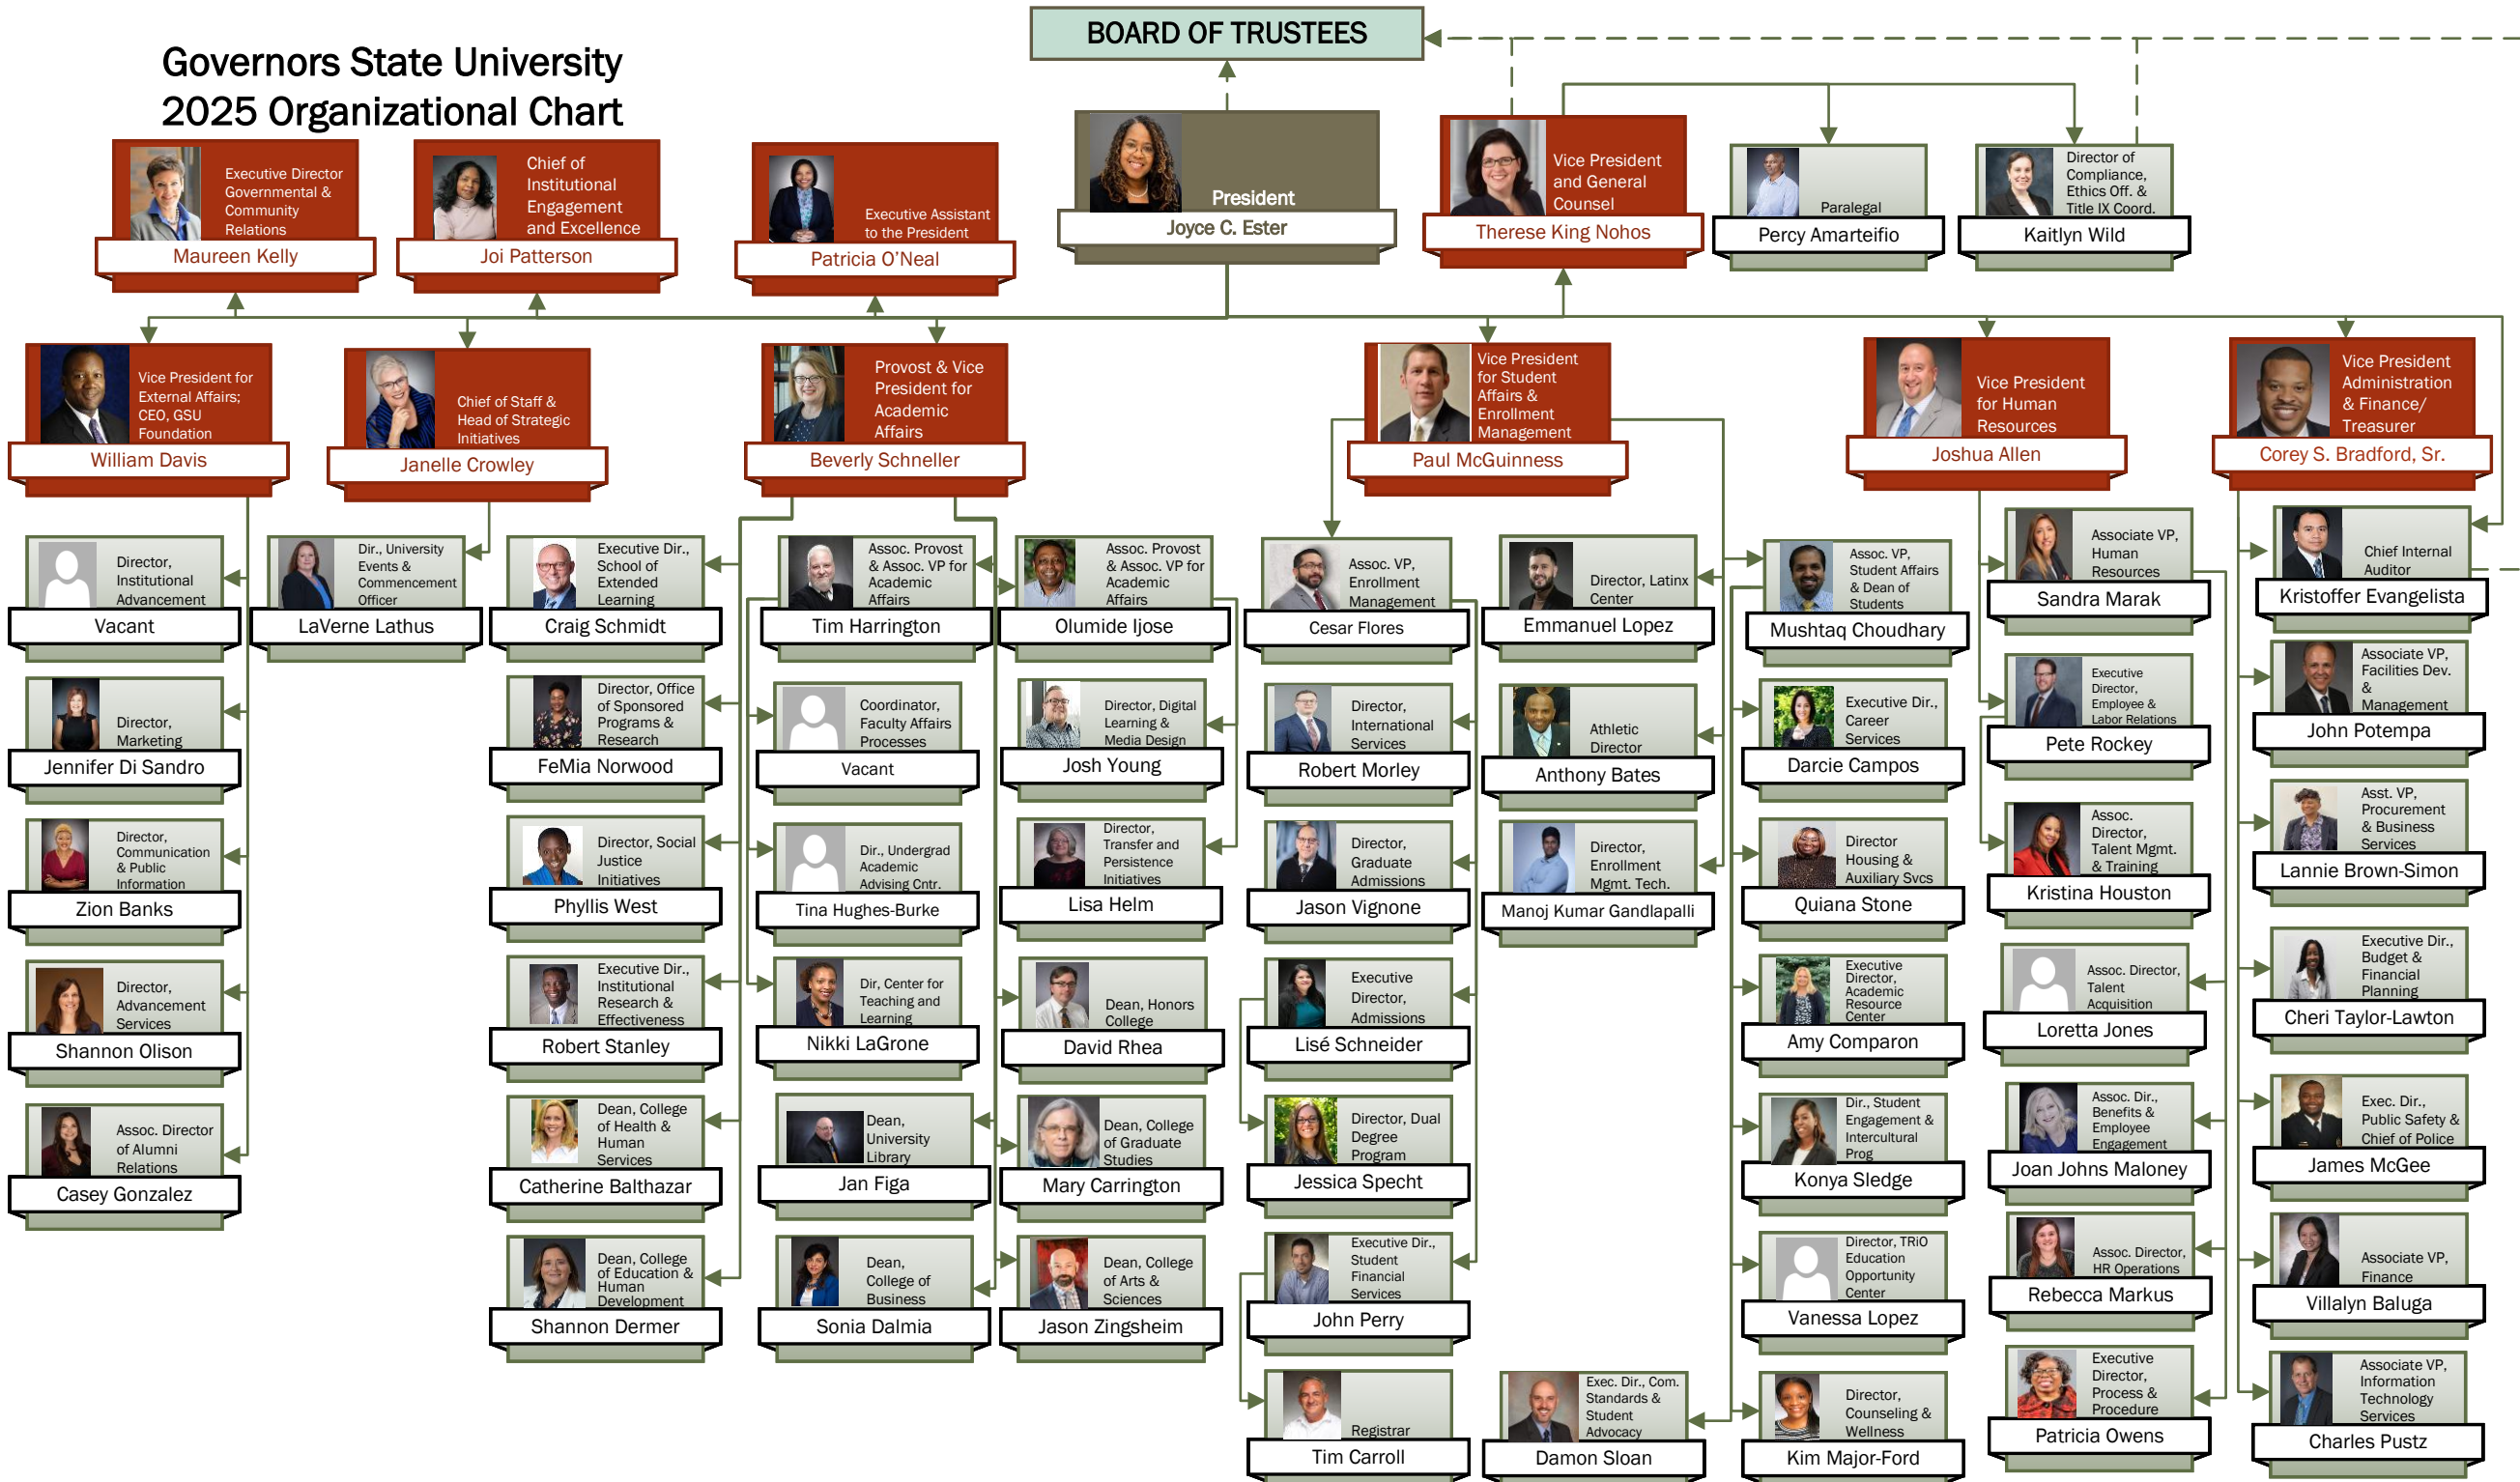 BOARD OF TRUSTEES
Governors State University
2025 Organizational Chart
Executive Director
Governmental &
Community
Relations
Maureen Kelly
Chief of
Institutional
Engagement
and Excellence
Joi Patterson
Executive Assistant
to the President
Patricia O'Neal
President
Joyce C. Ester
Vice President
and General
Counsel
Therese King Nohos
Paralegal
Percy Amarteifio
Director of
Compliance,
Ethics Off. &
Title IX Coord.
Kaitlyn Wild
Vice President for
External Affairs;
CEO, GSU
Foundation
William Davis
Chief of Staff &
Head of Strategic
Initiatives
Janelle Crowley
Provost & Vice
President for
Academic
Affairs
Beverly Schneller
Vice President
for Student
Affairs &
Enrollment
Management
Paul McGuinness
Vice President
for Human
Resources
Joshua Allen
Vice President
Administration
& Finance/
Treasurer
Corey S. Bradford, Sr.
Director,
Institutional
Advancement
Vacant
Dir., University
Events &
Commencement
Officer
LaVerne Lathus
Executive Dir.,
School of
Extended
Learning
Craig Schmidt
Assoc. Provost
& Assoc. VP for
Academic
Affairs
Tim Harrington
Assoc. Provost
& Assoc. VP for
Academic
Affairs
Olumide Ijose
Assoc. VP,
Enrollment
Management
Cesar Flores
Director, Latinx
Center
Emmanuel Lopez
Assoc. VP,
Student Affairs
& Dean of
Students
Mushtaq Choudhary
Associate VP,
Human
Resources
Sandra Marak
Chief Internal
Auditor
Kristoffer Evangelista
Director,
Marketing
Jennifer Di Sandro
Director, Office
of Sponsored
Programs &
Research
FeMia Norwood
Coordinator,
Faculty Affairs
Processes
Vacant
Director, Digital
Learning &
Media Design
Josh Young
Director,
International
Services
Robert Morley
Athletic
Director
Anthony Bates
Executive Dir.,
Career
Services
Darcie Campos
Executive
Director,
Employee &
Labor Relations
Pete Rockey
Associate VP,
Facilities Dev.
&
Management
John Potempa
Director,
Communication
& Public
Information
Zion Banks
Director, Social
Justice
Initiatives
Phyllis West
Dir., Undergrad
Academic
Advising Cntr.
Tina Hughes-Burke
Director,
Transfer and
Persistence
Initiatives
Lisa Helm
Director,
Graduate
Admissions
Jason Vignone
Director,
Enrollment
Mgmt. Tech.
Manoj Kumar Gandlapalli
Director
Housing &
Auxiliary Svcs
Quiana Stone
Assoc.
Director,
Talent Mgmt.
& Training
Kristina Houston
Asst. VP,
Procurement
& Business
Services
Lannie Brown-Simon
Director,
Advancement
Services
Shannon Olison
Executive Dir.,
Institutional
Research &
Effectiveness
Robert Stanley
Dir, Center for
Teaching and
Learning
Nikki LaGrone
Dean, Honors
College
David Rhea
Executive
Director,
Admissions
Lisé Schneider
Executive
Director,
Academic
Resource
Center
Amy Comparon
Assoc. Director,
Talent
Acquisition
Loretta Jones
Executive Dir.,
Budget &
Financial
Planning
Cheri Taylor-Lawton
Assoc. Director
of Alumni
Relations
Casey Gonzalez
Dean, College
of Health &
Human
Services
Catherine Balthazar
Dean,
University
Library
Jan Figa
Dean, College
of Graduate
Studies
Mary Carrington
Director, Dual
Degree
Program
Jessica Specht
Dir., Student
Engagement &
Intercultural
Prog
Konya Sledge
Assoc. Dir.,
Benefits &
Employee
Engagement
Joan Johns Maloney
Exec. Dir.,
Public Safety &
Chief of Police
James McGee
Dean, College
of Education &
Human
Development
Shannon Dermer
Dean,
College of
Business
Sonia Dalmia
Dean, College
of Arts &
Sciences
Jason Zingsheim
Executive Dir.,
Student
Financial
Services
John Perry
Director, TRiO
Education
Opportunity
Center
Vanessa Lopez
Assoc. Director,
HR Operations
Rebecca Markus
Associate VP,
Finance
Villalyn Baluga
Registrar
Tim Carroll
Exec. Dir., Com.
Standards &
Student
Advocacy
Damon Sloan
Director,
Counseling &
Wellness
Kim Major-Ford
Executive
Director,
Process &
Procedure
Patricia Owens
Associate VP,
Information
Technology
Services
Charles Pustz